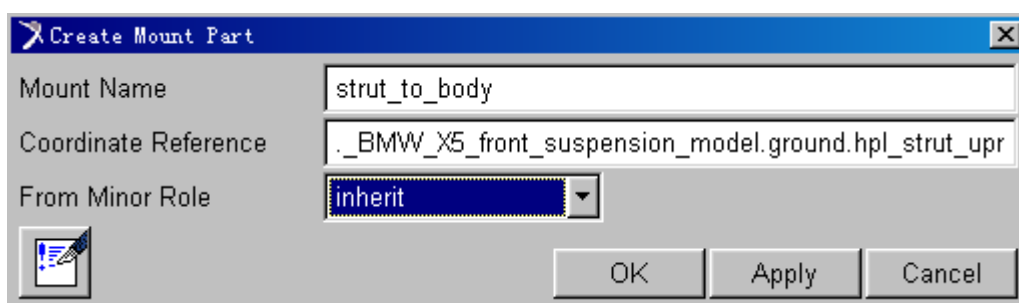 Create Mount Part
Mount Name strut_to_body
Coordinate Reference ._BMW_X5_front_suspension_model.ground.hpl_strut_upr
From Minor Role inherit
OK Apply Cancel